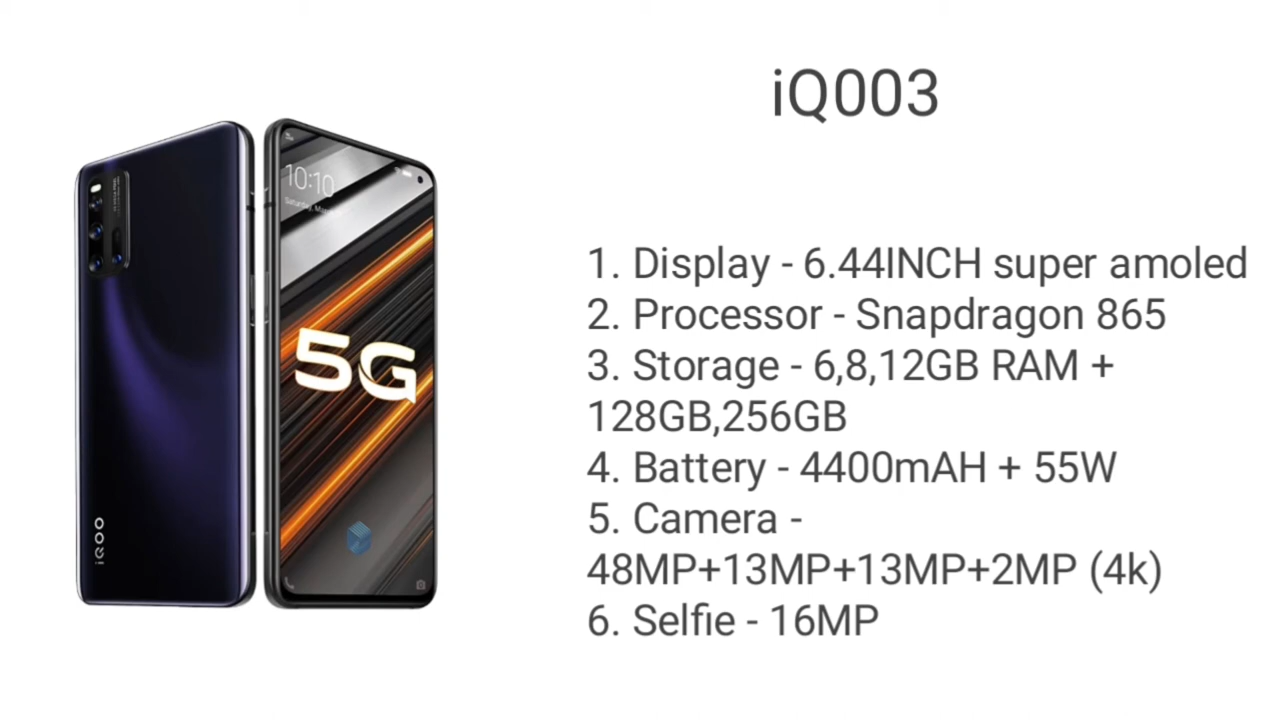 iQ003
10:10
5G
iQOO
1. Display - 6.44INCH super amoled
2. Processor - Snapdragon 865
3. Storage - 6,8,12GB RAM +
128GB,256GB
4. Battery - 4400mAH + 55W
5. Camera -
48MP+13MP+13MP+2MP (4k)
6. Selfie - 16MP